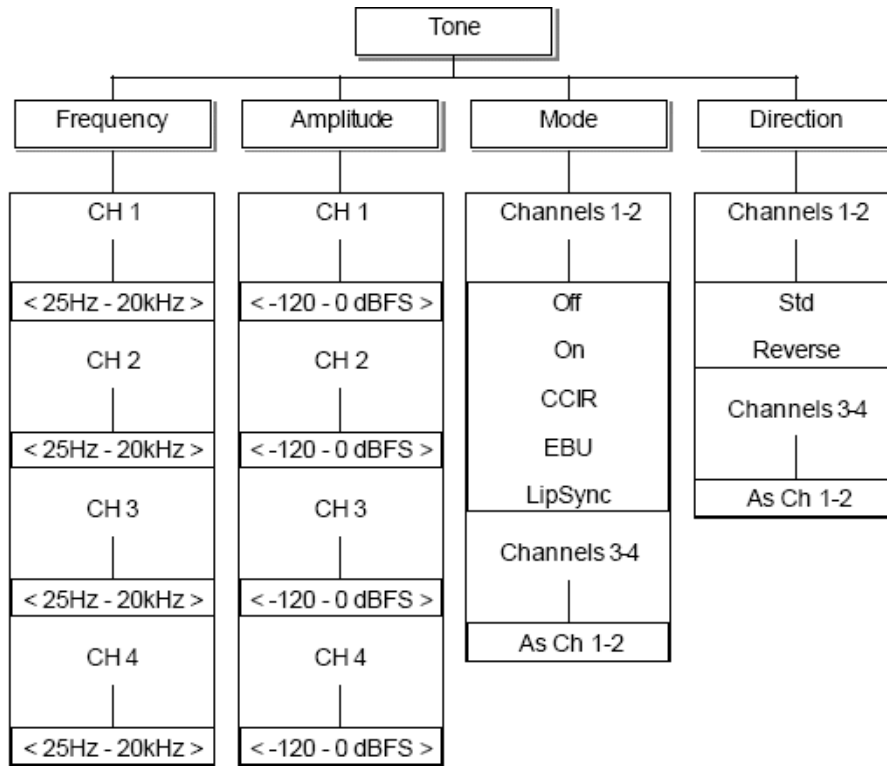 Tone
Frequency
Amplitude
Mode
Direction
CH 1
< 25Hz - 20kHz >
CH 2
< 25Hz - 20kHz >
CH 3
< 25Hz - 20kHz >
CH 4
< 25Hz - 20kHz >
CH 1
< -120 - 0 dBFS >
CH 2
< -120 - 0 dBFS >
CH 3
< -120 - 0 dBFS >
CH 4
< -120 - 0 dBFS >
Channels 1-2
Off
On
CCIR
EBU
LipSync
Channels 3-4
As Ch 1-2
Channels 1-2
Std
Reverse
Channels 3-4
As Ch 1-2